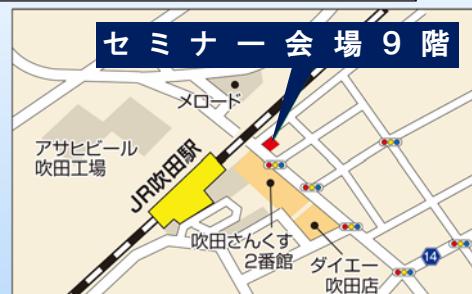 セミナー会場9階
メロード
アサヒビール
吹田工場
JR吹田駅
吹田さんくす
2番館
ダイエー
吹田店
14